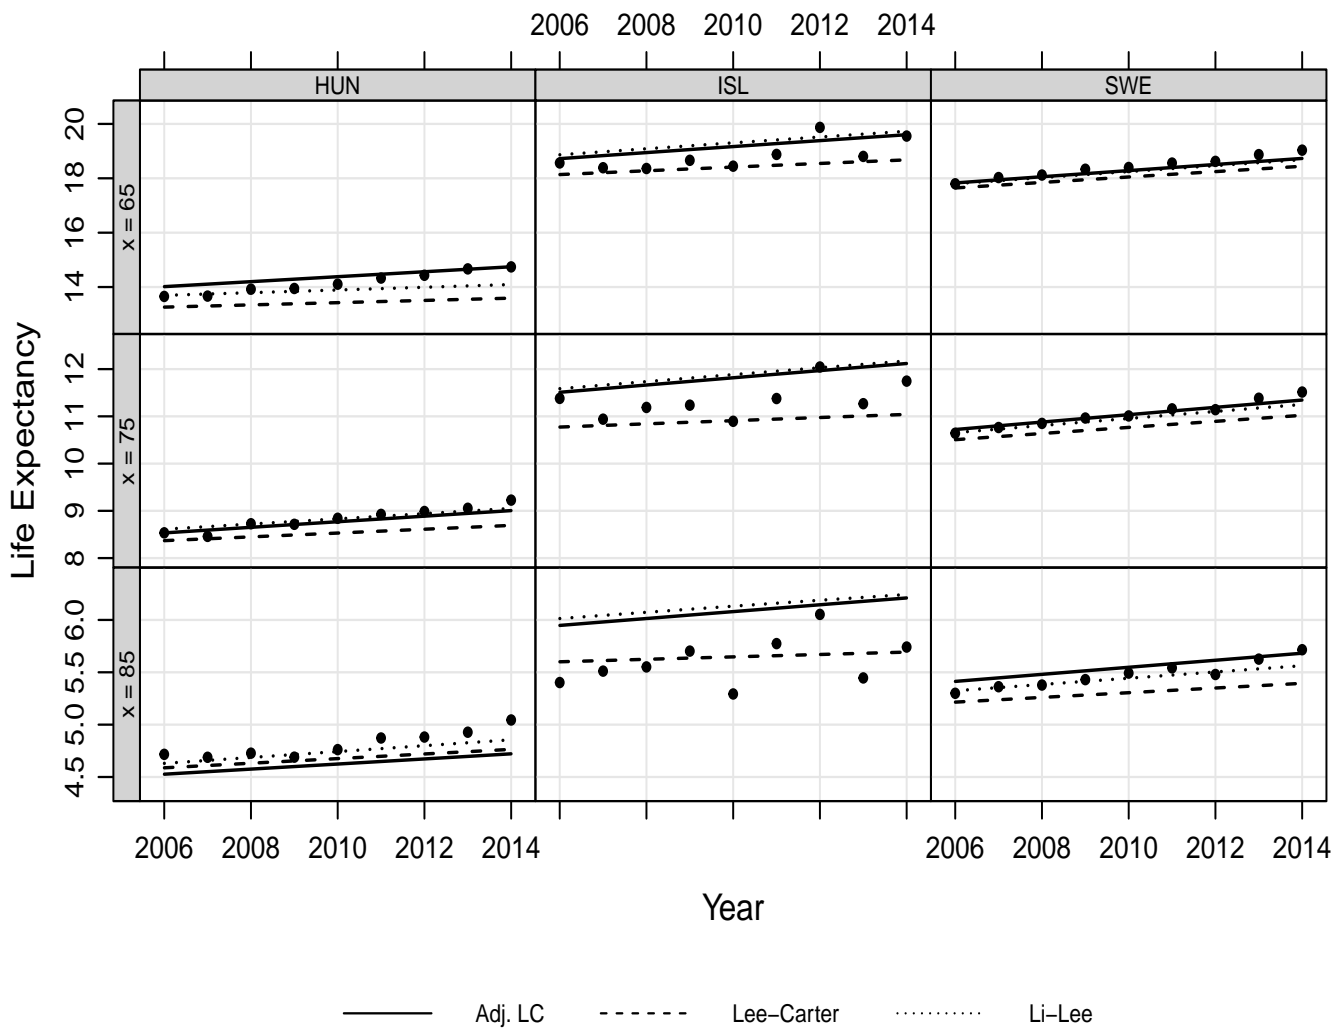 2006 2008 2010 2012 2014
HUN ISL SWE
20
18
16
14
x = 65
12
11
10
9
8
x = 75
6.0
5.5
5.0
4.5
x = 85
Life Expectancy
2006 2008 2010 2012 2014 2006 2008 2010 2012 2014
Year
Adj. LC Lee−Carter Li−Lee